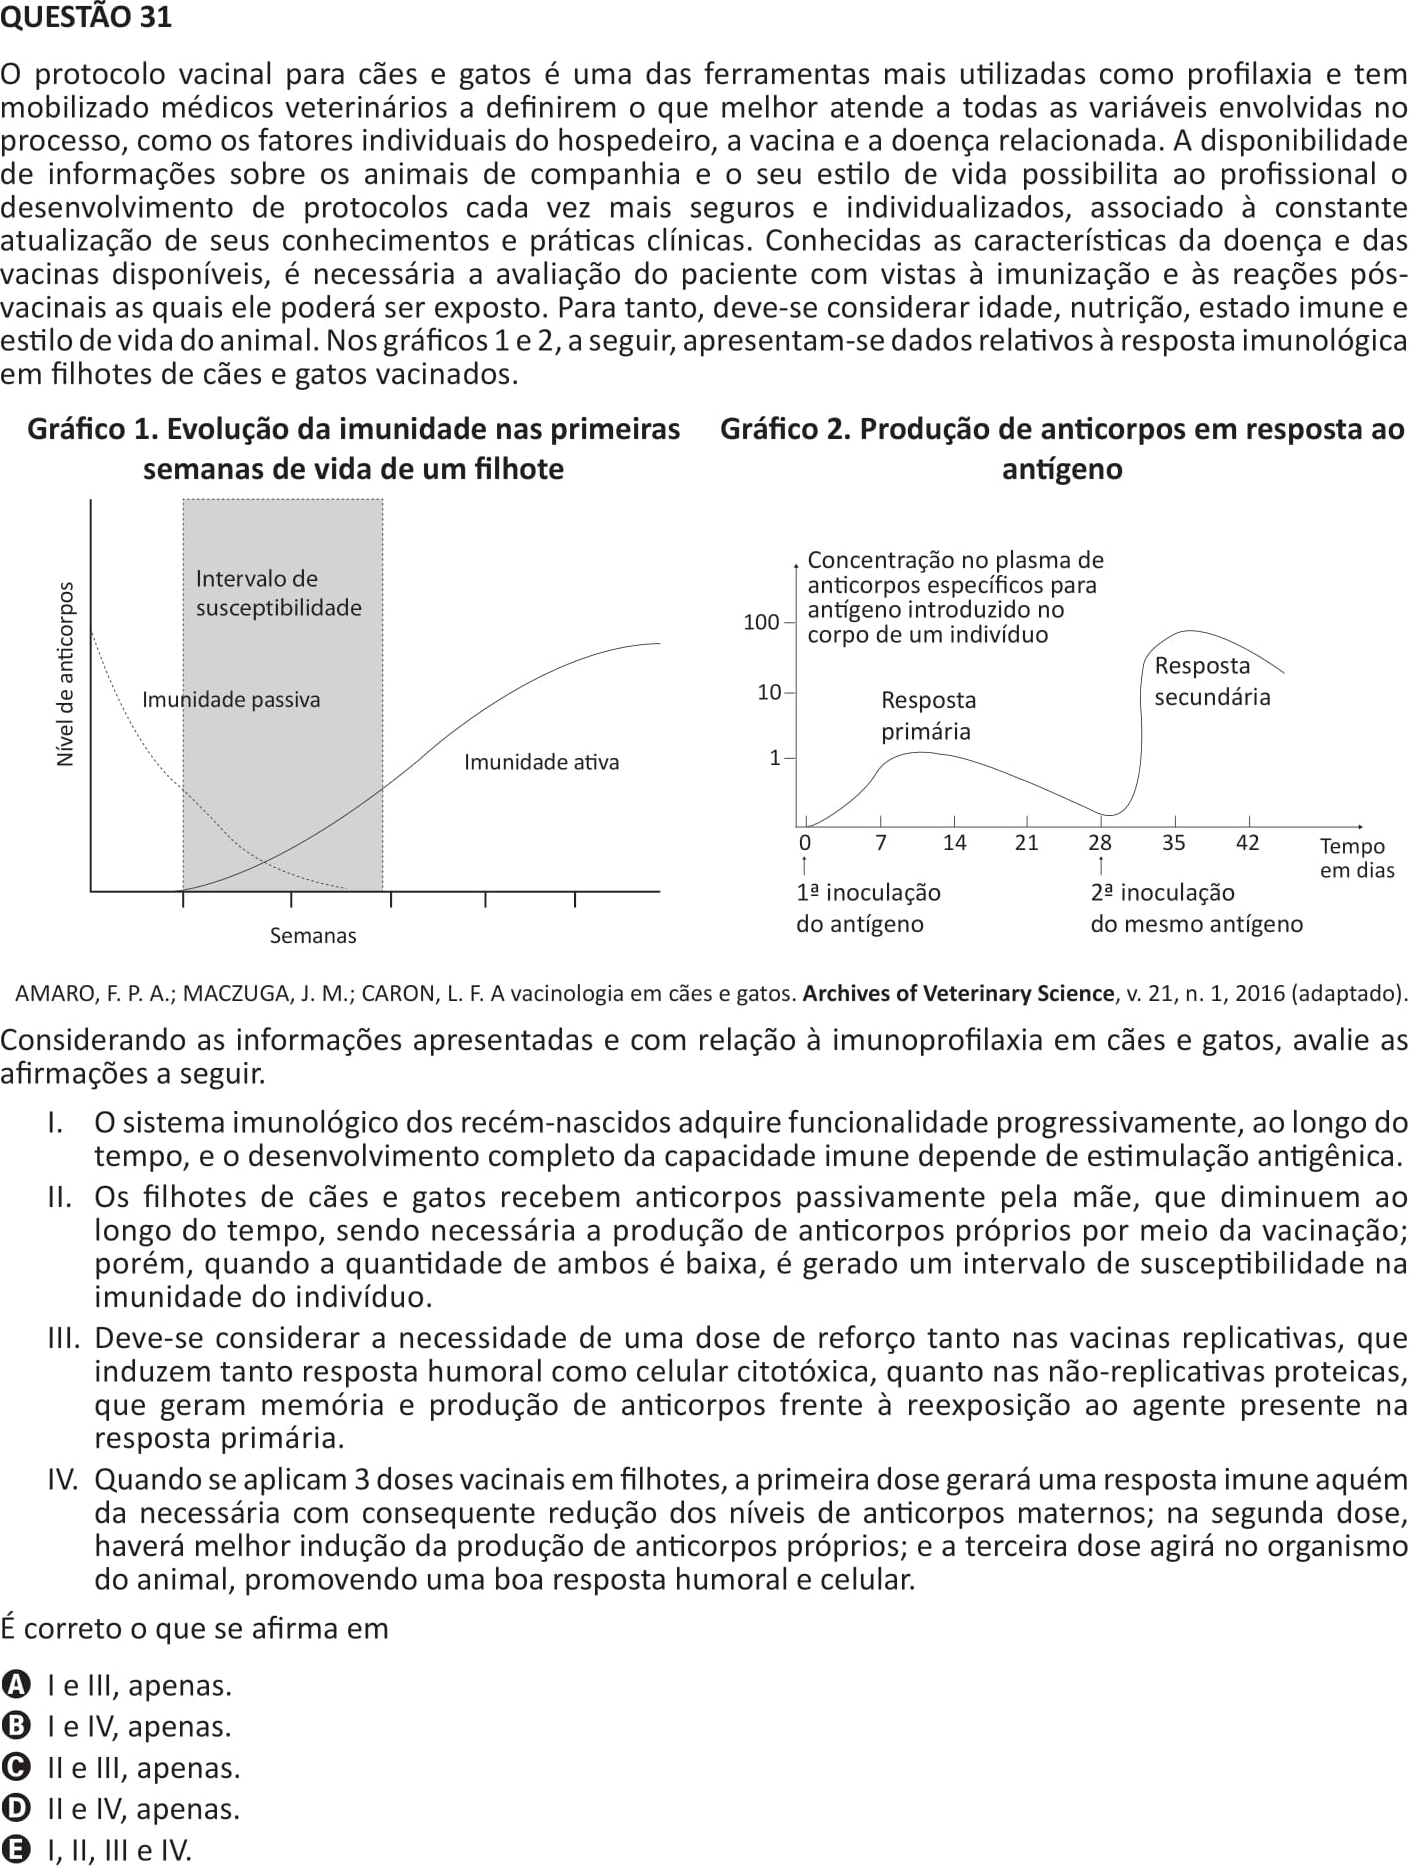 QUESTÃO 31
O protocolo vacinal para cães e gatos é uma das ferramentas mais utilizadas como profilaxia e tem
mobilizado médicos veterinários a definirem o que melhor atende a todas as variáveis envolvidas no
processo, como os fatores individuais do hospedeiro, a vacina e a doença relacionada. A disponibilidade
de informações sobre os animais de companhia e o seu estilo de vida possibilita ao profissional o
desenvolvimento de protocolos cada vez mais seguros e individualizados, associado à constante
atualização de seus conhecimentos e práticas clínicas. Conhecidas as características da doença e das
vacinas disponíveis, é necessária a avaliação do paciente com vistas à imunização e às reações pós-
vacinais as quais ele poderá ser exposto. Para tanto, deve-se considerar idade, nutrição, estado imune e
estilo de vida do animal. Nos gráficos 1 e 2, a seguir, apresentam-se dados relativos à resposta imunológica
em filhotes de cães e gatos vacinados.
Gráfico 1. Evolução da imunidade nas primeiras
semanas de vida de um filhote
Nível de anticorpos
Intervalo de
susceptibilidade
Imunidade passiva
Imunidade ativa
Semanas
Gráfico 2. Produção de anticorpos em resposta ao
antígeno
Concentração no plasma de
anticorpos específicos para
antígeno introduzido no
corpo de um indivíduo
100
10
1
Resposta
primária
Resposta
secundária
0 7 14 21 28 35 42
Tempo
em dias
1ª inoculação
do antígeno
2ª inoculação
do mesmo antígeno
AMARO, F. P. A.; MACZUGA, J. M.; CARON, L. F. A vacinologia em cães e gatos. Archives of Veterinary Science, v. 21, n. 1, 2016 (adaptado).
Considerando as informações apresentadas e com relação à imunoprofilaxia em cães e gatos, avalie as
afirmações a seguir.
I. O sistema imunológico dos recém-nascidos adquire funcionalidade progressivamente, ao longo do
tempo, e o desenvolvimento completo da capacidade imune depende de estimulação antigênica.
II. Os filhotes de cães e gatos recebem anticorpos passivamente pela mãe, que diminuem ao
longo do tempo, sendo necessária a produção de anticorpos próprios por meio da vacinação;
porém, quando a quantidade de ambos é baixa, é gerado um intervalo de susceptibilidade na
imunidade do indivíduo.
III. Deve-se considerar a necessidade de uma dose de reforço tanto nas vacinas replicativas, que
induzem tanto resposta humoral como celular citotóxica, quanto nas não-replicativas proteicas,
que geram memória e produção de anticorpos frente à reexposição ao agente presente na
resposta primária.
IV. Quando se aplicam 3 doses vacinais em filhotes, a primeira dose gerará uma resposta imune aquém
da necessária com consequente redução dos níveis de anticorpos maternos; na segunda dose,
haverá melhor indução da produção de anticorpos próprios; e a terceira dose agirá no organismo
do animal, promovendo uma boa resposta humoral e celular.
É correto o que se afirma em
A I e III, apenas.
B I e IV, apenas.
C II e III, apenas.
D II e IV, apenas.
E I, II, III e IV.